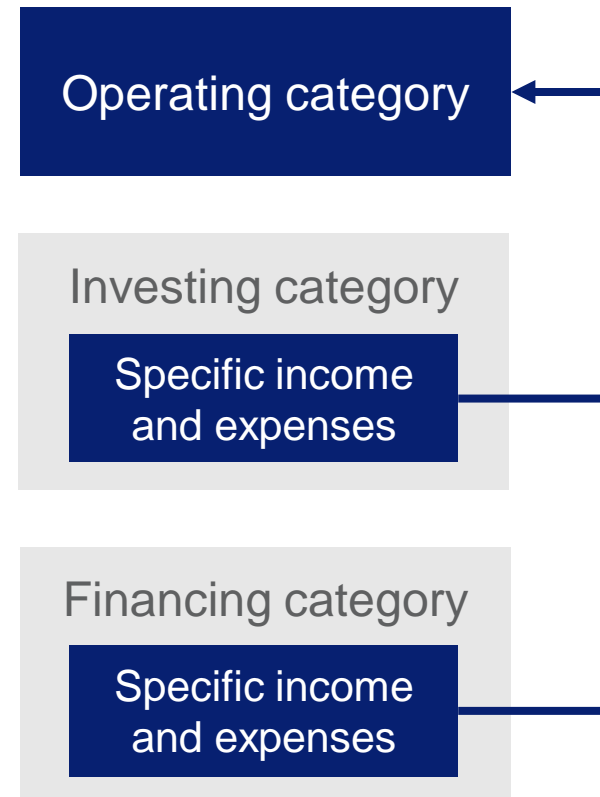 Operating category
Investing category
Specific income
and expenses
Financing category
Specific income
and expenses